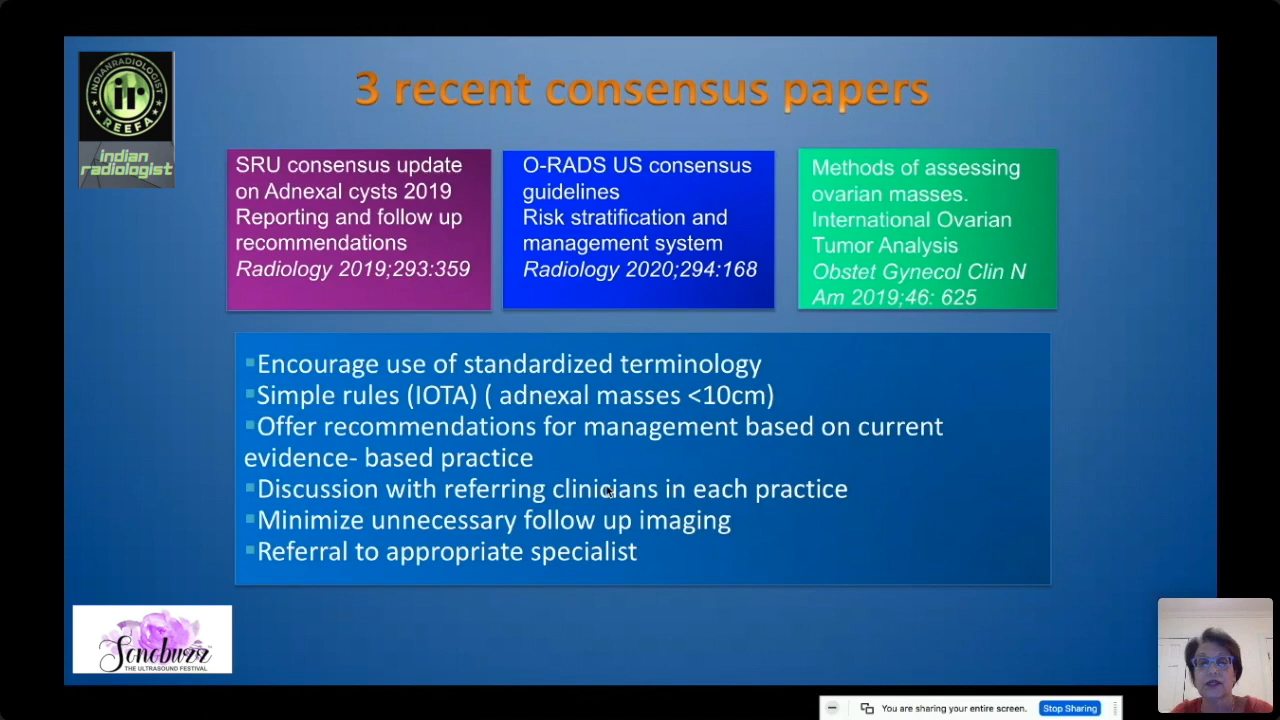 INDIANRADIOLOGIST
ir
REEFA
indian
radiologist
3 recent consensus papers
SRU consensus update
on Adnexal cysts 2019
Reporting and follow up
recommendations
Radiology 2019;293:359
O-RADS US consensus
guidelines
Risk stratification and
management system
Radiology 2020;294:168
Methods of assessing
ovarian masses.
International Ovarian
Tumor Analysis
Obstet Gynecol Clin N
Am 2019;46: 625
▪Encourage use of standardized terminology
▪Simple rules (IOTA) ( adnexal masses <10cm)
▪Offer recommendations for management based on current
evidence- based practice
▪Discussion with referring clinicians in each practice
▪Minimize unnecessary follow up imaging
▪Referral to appropriate specialist
Sonobuzz
THE ULTRASOUND FESTIVAL
You are sharing your entire screen.
Stop Sharing